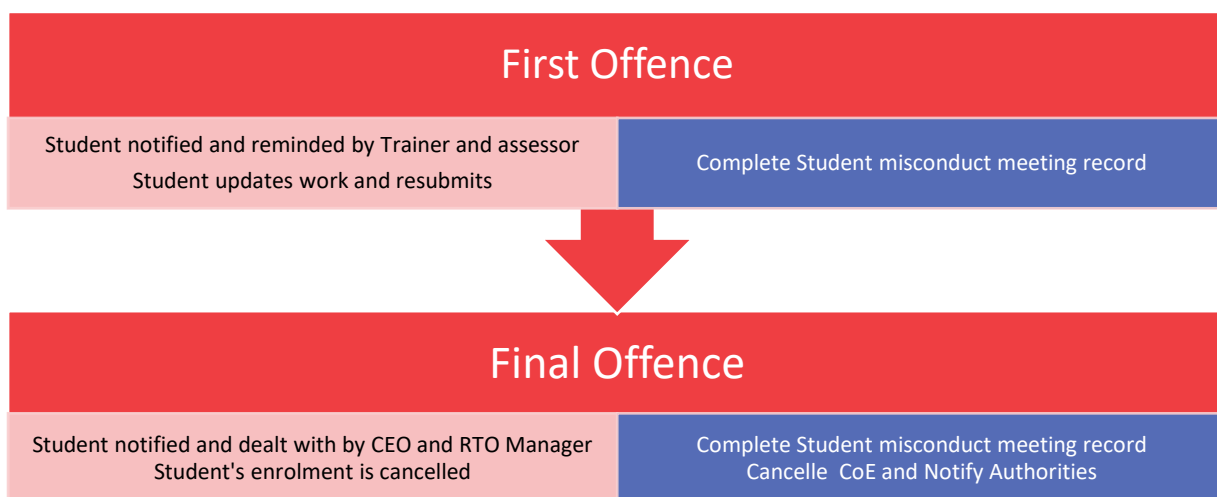 First Offence
Student notified and reminded by Trainer and assessor
Student updates work and resubmits
Complete Student misconduct meeting record
Final Offence
Student notified and dealt with by CEO and RTO Manager
Student's enrolment is cancelled
Complete Student misconduct meeting record
Cancelle CoE and Notify Authorities